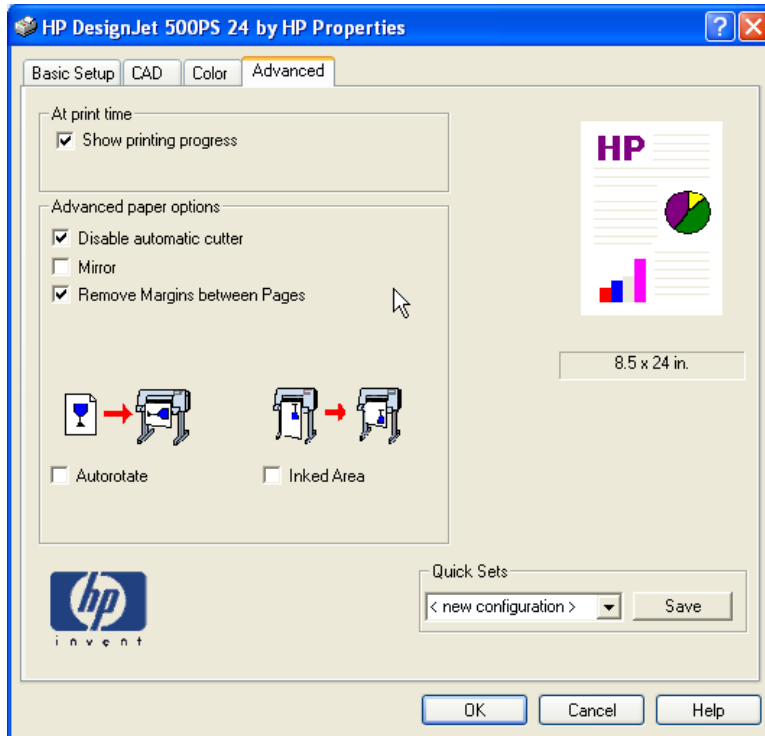 HP DesignJet 500PS 24 by HP Properties
Basic Setup CAD Color Advanced
At print time
Show printing progress
HP
Advanced paper options
Disable automatic cutter
Mirror
Remove Margins between Pages
8.5 x 24 in.
Autorotate Inked Area
Quick Sets
< new configuration > Save
hp
invent
OK Cancel Help